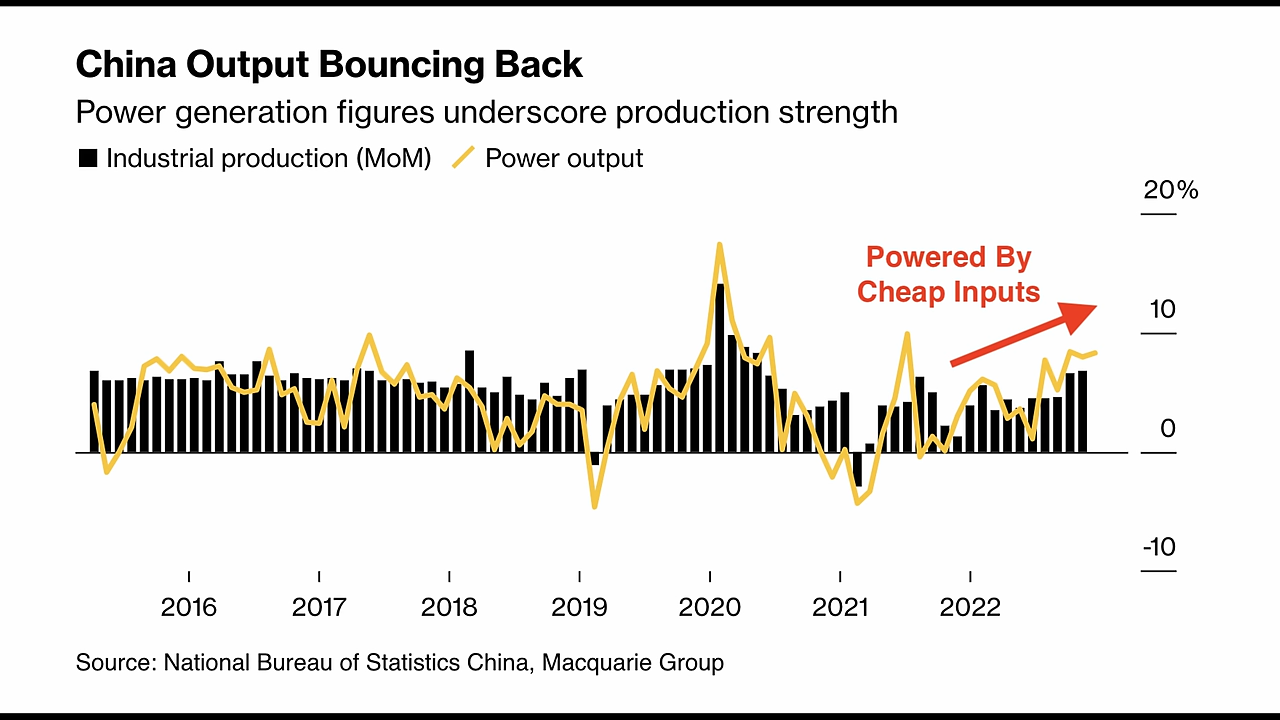 China Output Bouncing Back
Power generation figures underscore production strength
Industrial production (MoM) Power output
20%
Powered By
Cheap Inputs
10
0
-10
2016 2017 2018 2019 2020 2021 2022
Source: National Bureau of Statistics China, Macquarie Group